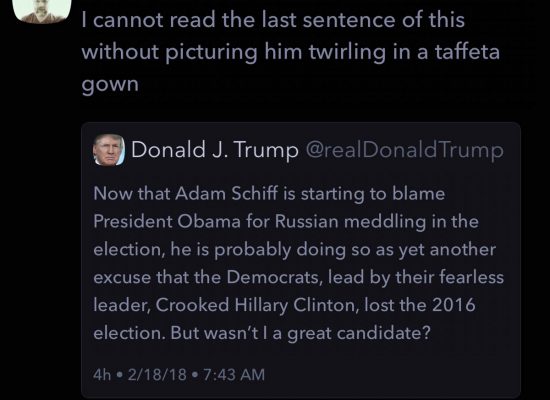 I cannot read the last sentence of this
without picturing him twirling in a taffeta
gown
Donald J. Trump @realDonaldTrump
Now that Adam Schiff is starting to blame
President Obama for Russian meddling in the
election, he is probably doing so as yet another
excuse that the Democrats, lead by their fearless
leader, Crooked Hillary Clinton, lost the 2016
election. But wasn't I a great candidate?
4h • 2/18/18 • 7:43 AM